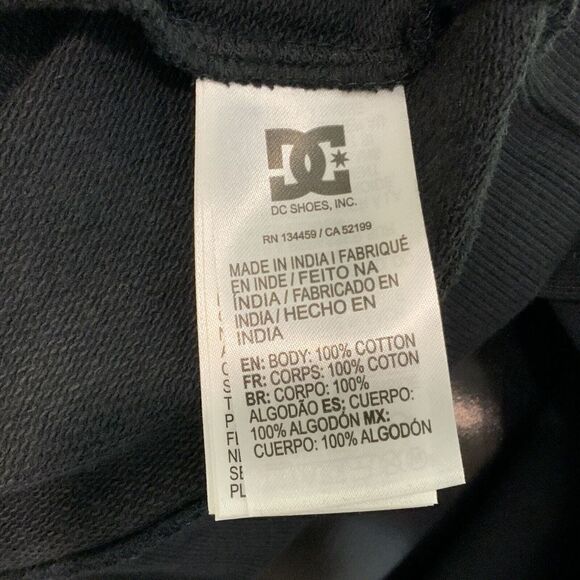 DC
DC SHOES, INC.
RN 134459 / CA 52199
MADE IN INDIA I FABRIQUÉ
EN INDE / FEITO NA
ÍNDIA / FABRICADO EN
INDIA / HECHO EN
INDIA
EN: BODY: 100% COTTON
FR: CORPS: 100% COTON
BR: CORPO: 100%
ALGODÃO ES: CUERPO:
100% ALGODÓN MX:
CUERPO: 100% ALGODÓN